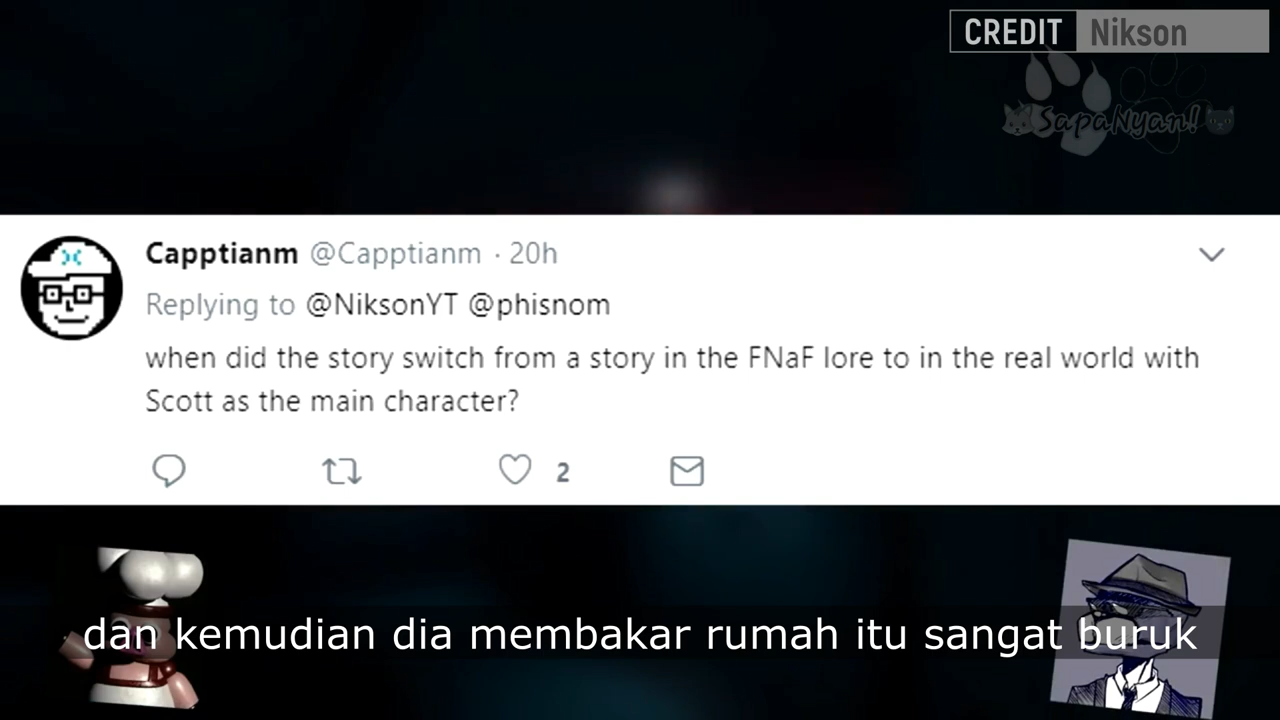 CREDIT Nikson
SapaNyan!
Capptianm @Capptianm · 20h
Replying to @NiksonYT @phisnom
when did the story switch from a story in the FNaF lore to in the real world with
Scott as the main character?
2
dan kemudian dia membakar rumah itu sangat buruk